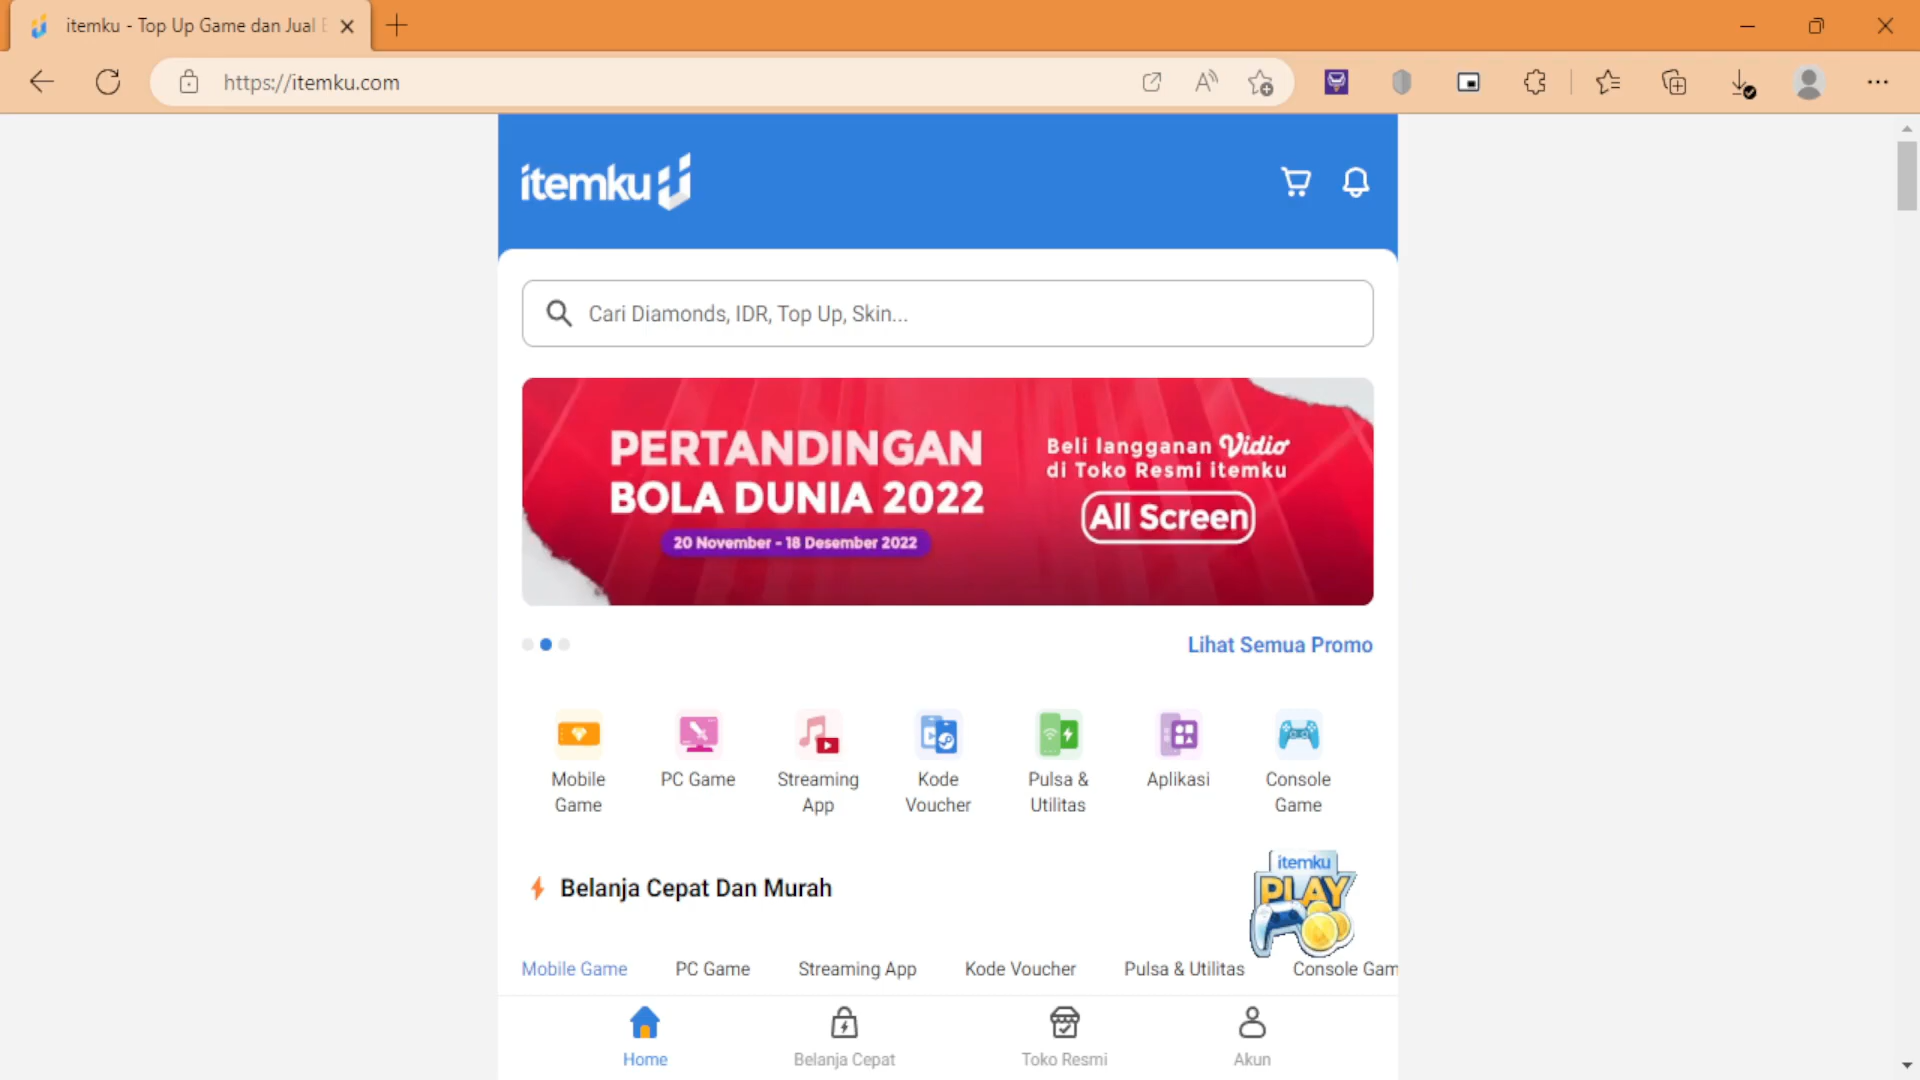 itemku - Top Up Game dan Jual
https://itemku.com
itemku
Cari Diamonds, IDR, Top Up, Skin...
PERTANDINGAN
BOLA DUNIA 2022
20 November - 18 Desember 2022
Beli langganan Vidio
di Toko Resmi itemku
All Screen
Lihat Semua Promo
Mobile
Game
PC Game
Streaming
App
Kode
Voucher
Pulsa &
Utilitas
Aplikasi
Console
Game
Belanja Cepat Dan Murah
itemku
PLAY
Mobile Game
PC Game
Streaming App
Kode Voucher
Pulsa & Utilitas
Console Gam
Home
Belanja Cepat
Toko Resmi
Akun